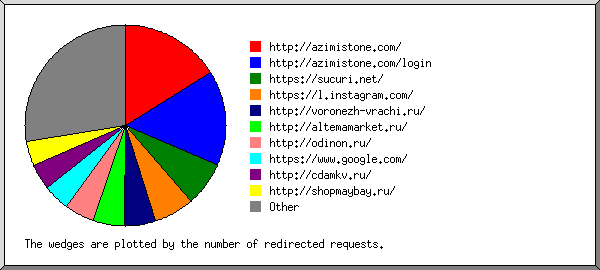 http://azimistone.com/
http://azimistone.com/login
https://sucuri.net/
https://l.instagram.com/
http://voronezh-vrachi.ru/
http://altemamarket.ru/
http://odinon.ru/
https://www.google.com/
http://cdamkv.ru/
http://shopmaybay.ru/
Other
The wedges are plotted by the number of redirected requests.